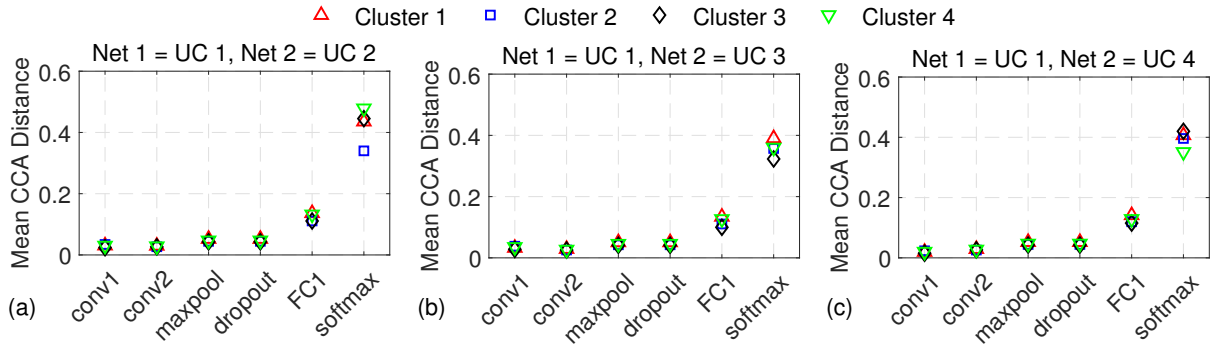 Cluster 1 Cluster 2 Cluster 3 Cluster 4
Net 1 = UC 1, Net 2 = UC 2
Mean CCA Distance
0.6
0.4
0.2
0
conv1 conv2 maxpool dropout FC1 softmax
(a)
Net 1 = UC 1, Net 2 = UC 3
Mean CCA Distance
0.6
0.4
0.2
0
conv1 conv2 maxpool dropout FC1 softmax
(b)
Net 1 = UC 1, Net 2 = UC 4
Mean CCA Distance
0.6
0.4
0.2
0
conv1 conv2 maxpool dropout FC1 softmax
(c)